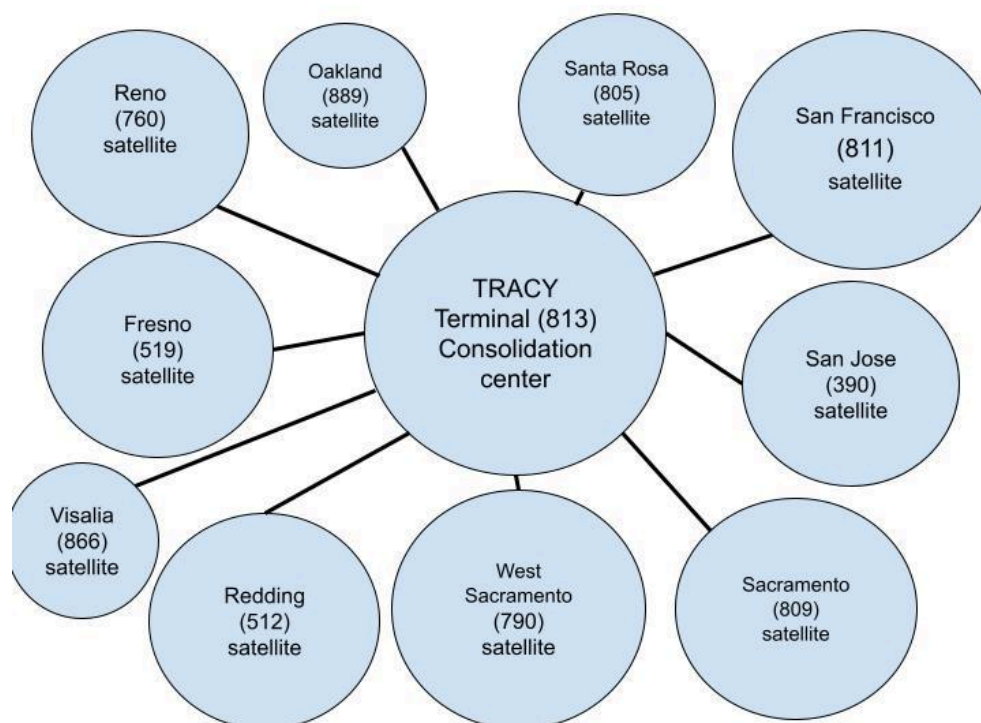 Reno
(760)
satellite
Oakland
(889)
satellite
Santa Rosa
(805)
satellite
San Francisco
(811)
satellite
TRACY
Terminal (813)
Consolidation
center
Fresno
(519)
satellite
San Jose
(390)
satellite
Visalia
(866)
satellite
Redding
(512)
satellite
West
Sacramento
(790)
satellite
Sacramento
(809)
satellite